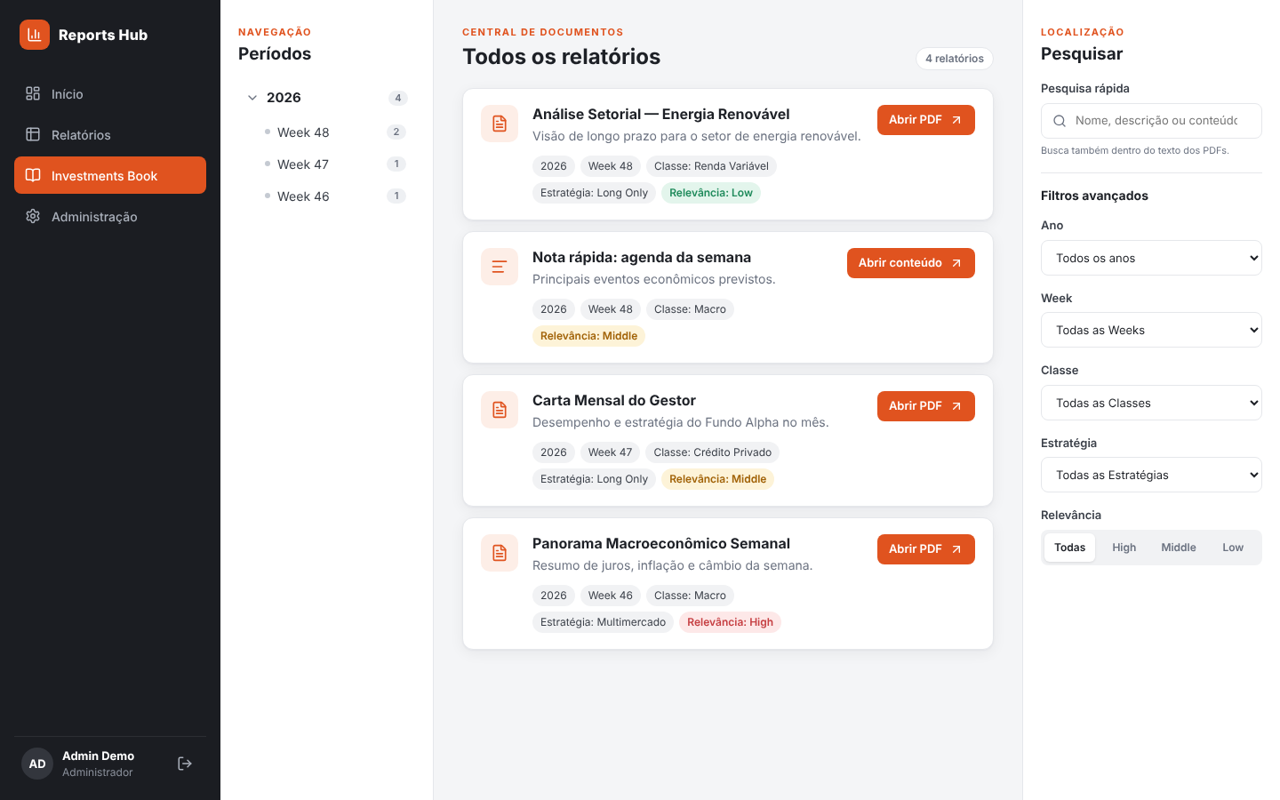 Reports Hub
Início
Relatórios
Investments Book
Administração
AD
Admin Demo
Administrador
NAVEGAÇÃO
Períodos
2026
4
Week 48
2
Week 47
1
Week 46
1
CENTRAL DE DOCUMENTOS
Todos os relatórios
4 relatórios
Análise Setorial — Energia Renovável
Visão de longo prazo para o setor de energia renovável.
2026 Week 48 Classe: Renda Variável
Estratégia: Long Only Relevância: Low
Abrir PDF
Nota rápida: agenda da semana
Principais eventos econômicos previstos.
2026 Week 48 Classe: Macro
Relevância: Middle
Abrir conteúdo
Carta Mensal do Gestor
Desempenho e estratégia do Fundo Alpha no mês.
2026 Week 47 Classe: Crédito Privado
Estratégia: Long Only Relevância: Middle
Abrir PDF
Panorama Macroeconômico Semanal
Resumo de juros, inflação e câmbio da semana.
2026 Week 46 Classe: Macro
Estratégia: Multimercado Relevância: High
Abrir PDF
LOCALIZAÇÃO
Pesquisar
Pesquisa rápida
Nome, descrição ou conteúdo
Busca também dentro do texto dos PDFs.
Filtros avançados
Ano
Todos os anos
Week
Todas as Weeks
Classe
Todas as Classes
Estratégia
Todas as Estratégias
Relevância
Todas High Middle Low